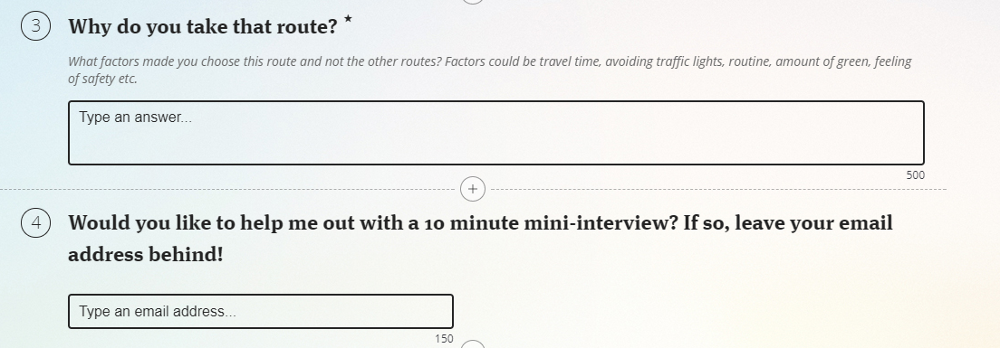 3 Why do you take that route? *
What factors made you choose this route and not the other routes? Factors could be travel time, avoiding traffic lights, routine, amount of green, feeling
of safety etc.
Type an answer...
500
+
4 Would you like to help me out with a 10 minute mini-interview? If so, leave your email
address behind!
Type an email address...
150